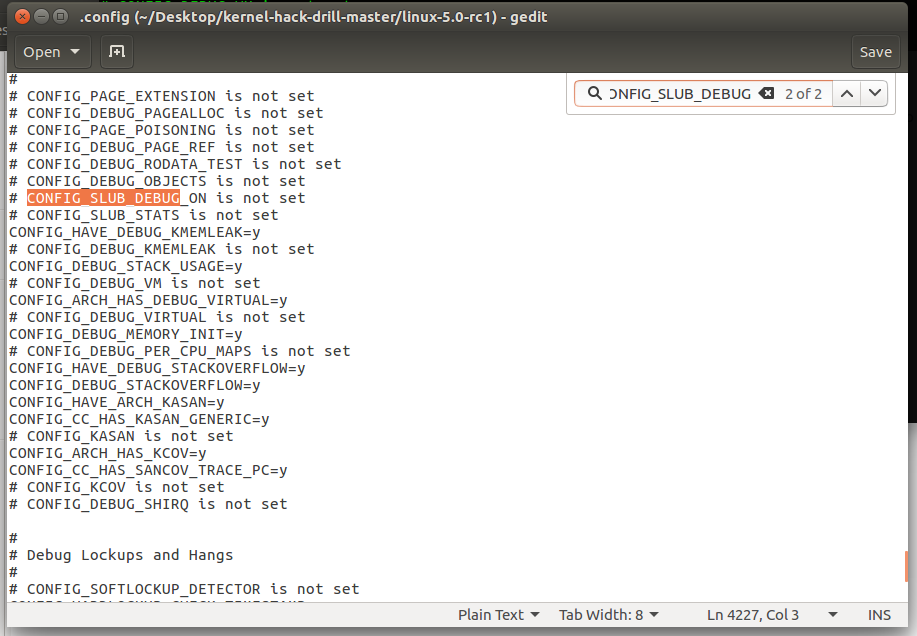 .config (~/Desktop/kernel-hack-drill-master/linux-5.0-rc1) - gedit
Open
Save
ONFIG_SLUB_DEBUG 2 of 2
#
# CONFIG_PAGE_EXTENSION is not set
# CONFIG_DEBUG_PAGEALLOC is not set
# CONFIG_PAGE_POISONING is not set
# CONFIG_DEBUG_PAGE_REF is not set
# CONFIG_DEBUG_RODATA_TEST is not set
# CONFIG_DEBUG_OBJECTS is not set
# CONFIG_SLUB_DEBUG_ON is not set
# CONFIG_SLUB_STATS is not set
CONFIG_HAVE_DEBUG_KMEMLEAK=y
# CONFIG_DEBUG_KMEMLEAK is not set
CONFIG_DEBUG_STACK_USAGE=y
# CONFIG_DEBUG_VM is not set
CONFIG_ARCH_HAS_DEBUG_VIRTUAL=y
# CONFIG_DEBUG_VIRTUAL is not set
CONFIG_DEBUG_MEMORY_INIT=y
# CONFIG_DEBUG_PER_CPU_MAPS is not set
CONFIG_HAVE_DEBUG_STACKOVERFLOW=y
CONFIG_DEBUG_STACKOVERFLOW=y
CONFIG_HAVE_ARCH_KASAN=y
CONFIG_CC_HAS_KASAN_GENERIC=y
# CONFIG_KASAN is not set
CONFIG_ARCH_HAS_KCOV=y
CONFIG_CC_HAS_SANCOV_TRACE_PC=y
# CONFIG_KCOV is not set
# CONFIG_DEBUG_SHIRQ is not set
#
# Debug Lockups and Hangs
#
# CONFIG_SOFTLOCKUP_DETECTOR is not set
Plain Text Tab Width: 8 Ln 4227, Col 3 INS